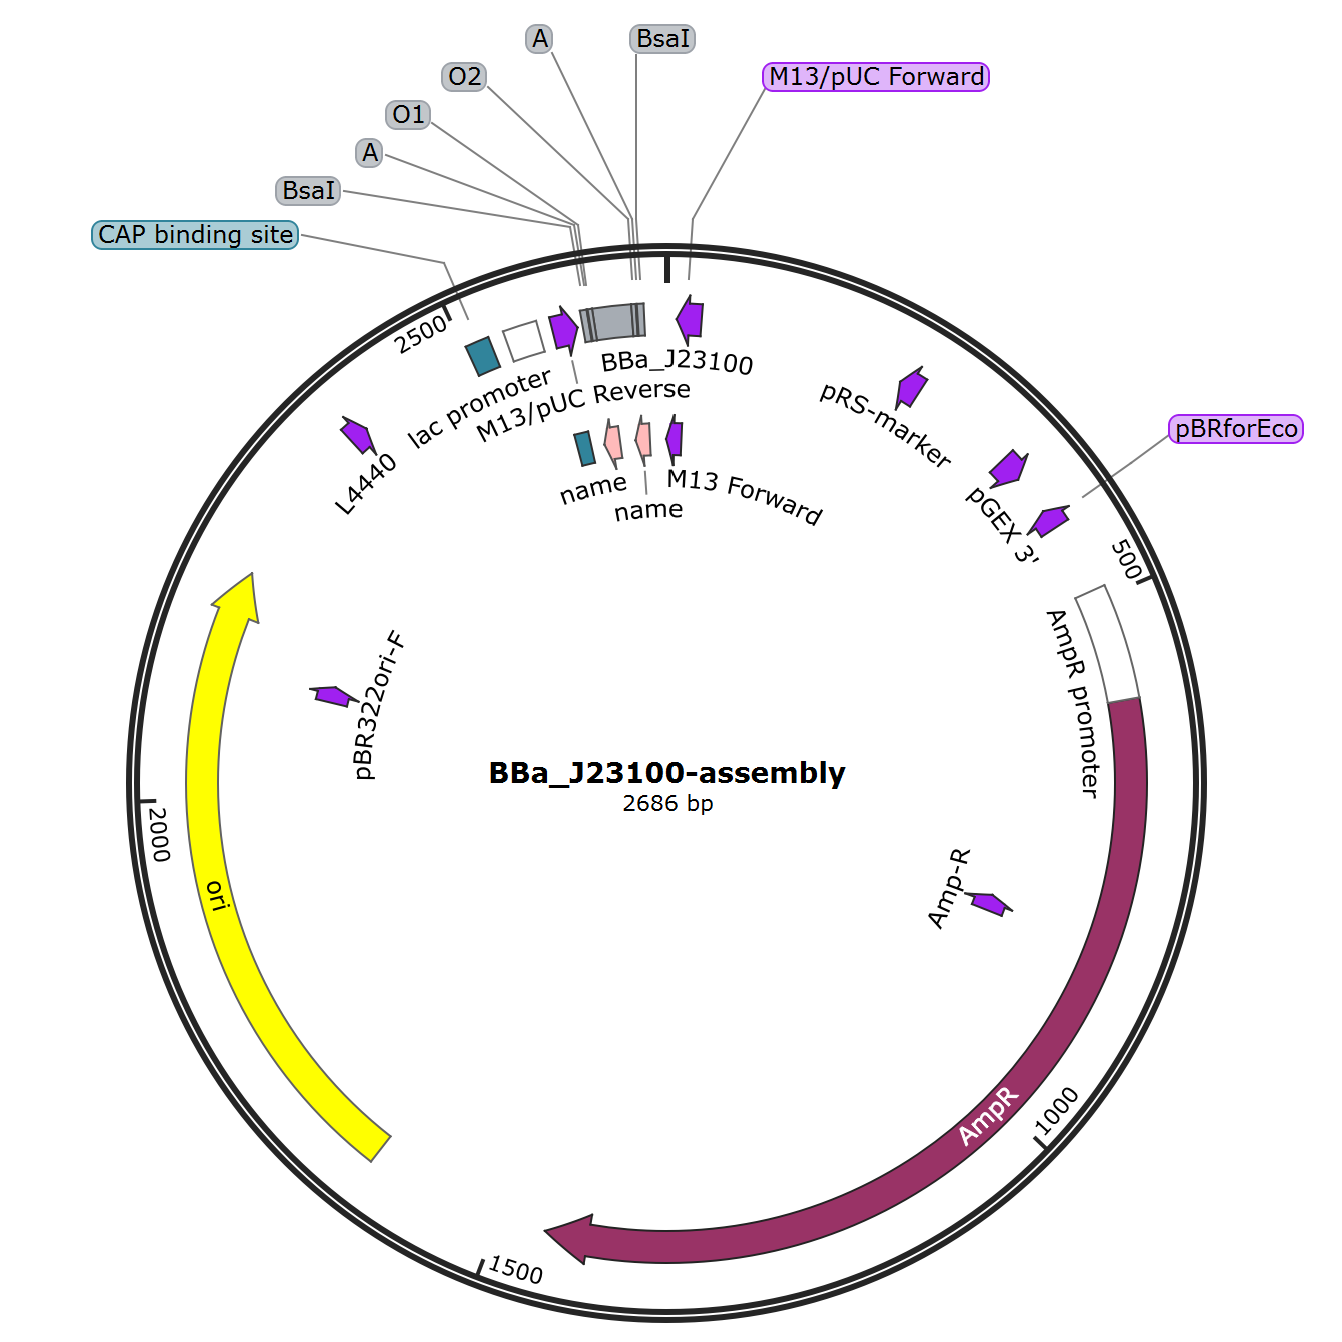 A
BsaI
O2
M13/pUC Forward
O1
A
BsaI
CAP binding site
2500
BBa_J23100
lac promoter
M13/pUC Reverse
pRS-marker
pBRforEco
L4440
name
name
M13 Forward
pGEX 3'
500
AmpR promoter
pBR322ori-F
BBa_J23100-assembly
2686 bp
2000
ori
Amp-R
AmpR
1000
1500